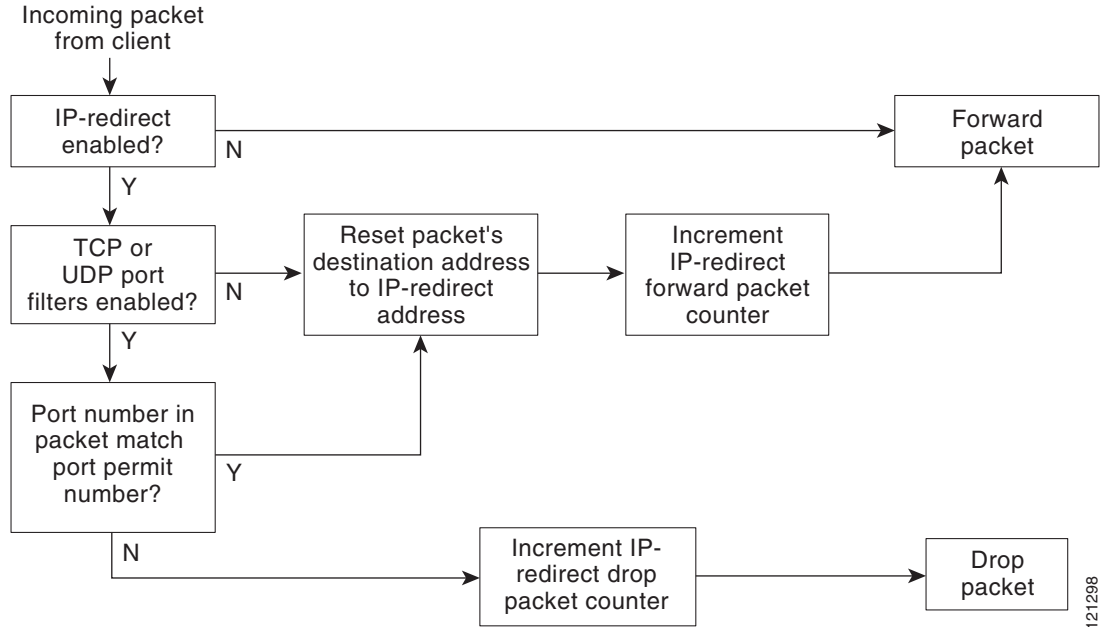 Incoming packet
from client
IP-redirect
enabled?
N
Forward
packet
Y
TCP or
UDP port
filters enabled?
N
Reset packet's
destination address
to IP-redirect
address
Increment
IP-redirect
forward packet
counter
Y
Port number in
packet match
port permit
number?
Y
N
Increment IP-
redirect drop
packet counter
Drop
packet
121298